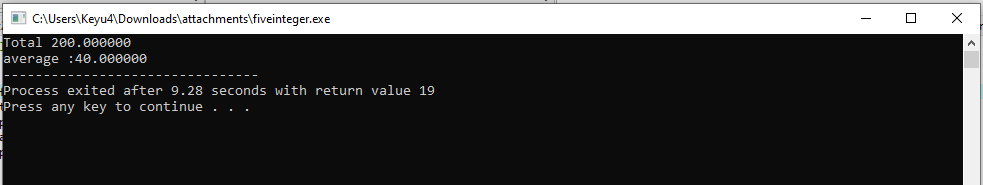 C:\Users\Keyu4\Downloads\attachments\fiveinteger.exe
Total 200.000000
average :40.000000
--------------------------------
Process exited after 9.28 seconds with return value 19
Press any key to continue . . .